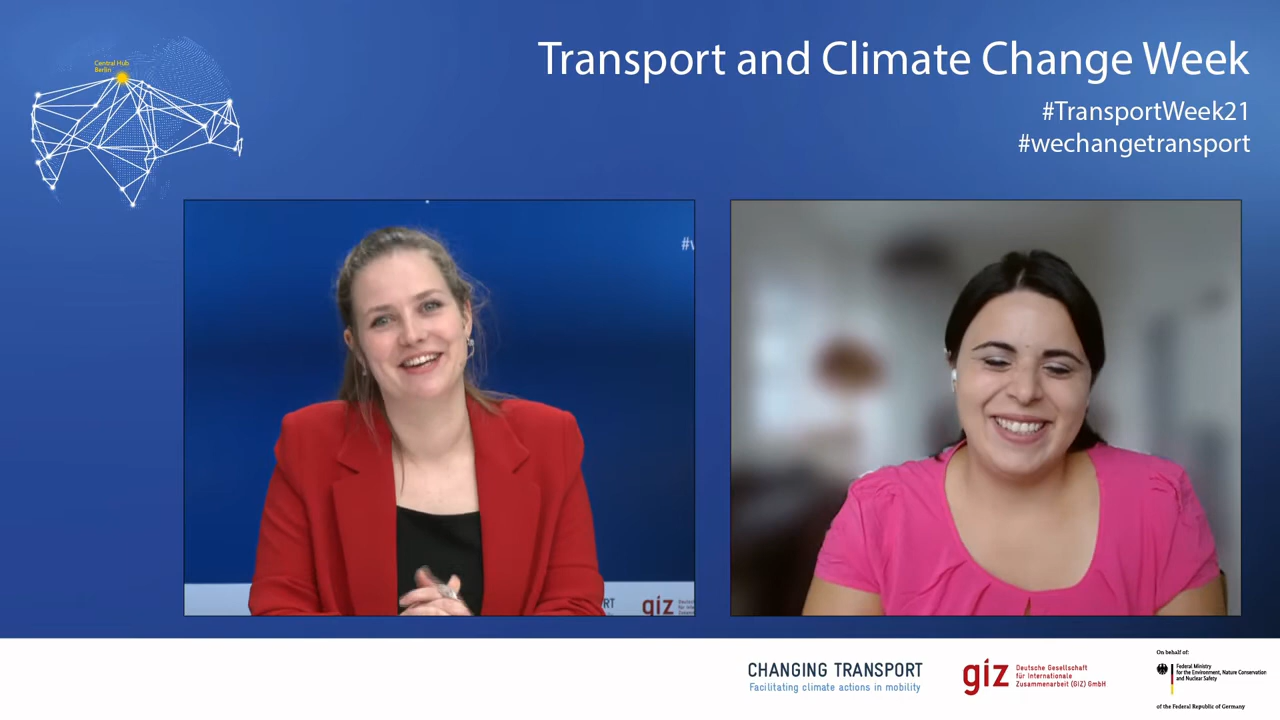 Central Hub
Berlin
Transport and Climate Change Week
#TransportWeek21
#wechangetransport
giz
CHANGING TRANSPORT
Facilitating climate actions in mobility
giz
Deutsche Gesellschaft
für Internationale
Zusammenarbeit (GIZ) GmbH
On behalf of:
Federal Ministry
for the Environment, Nature Conservation
and Nuclear Safety
of the Federal Republic of Germany